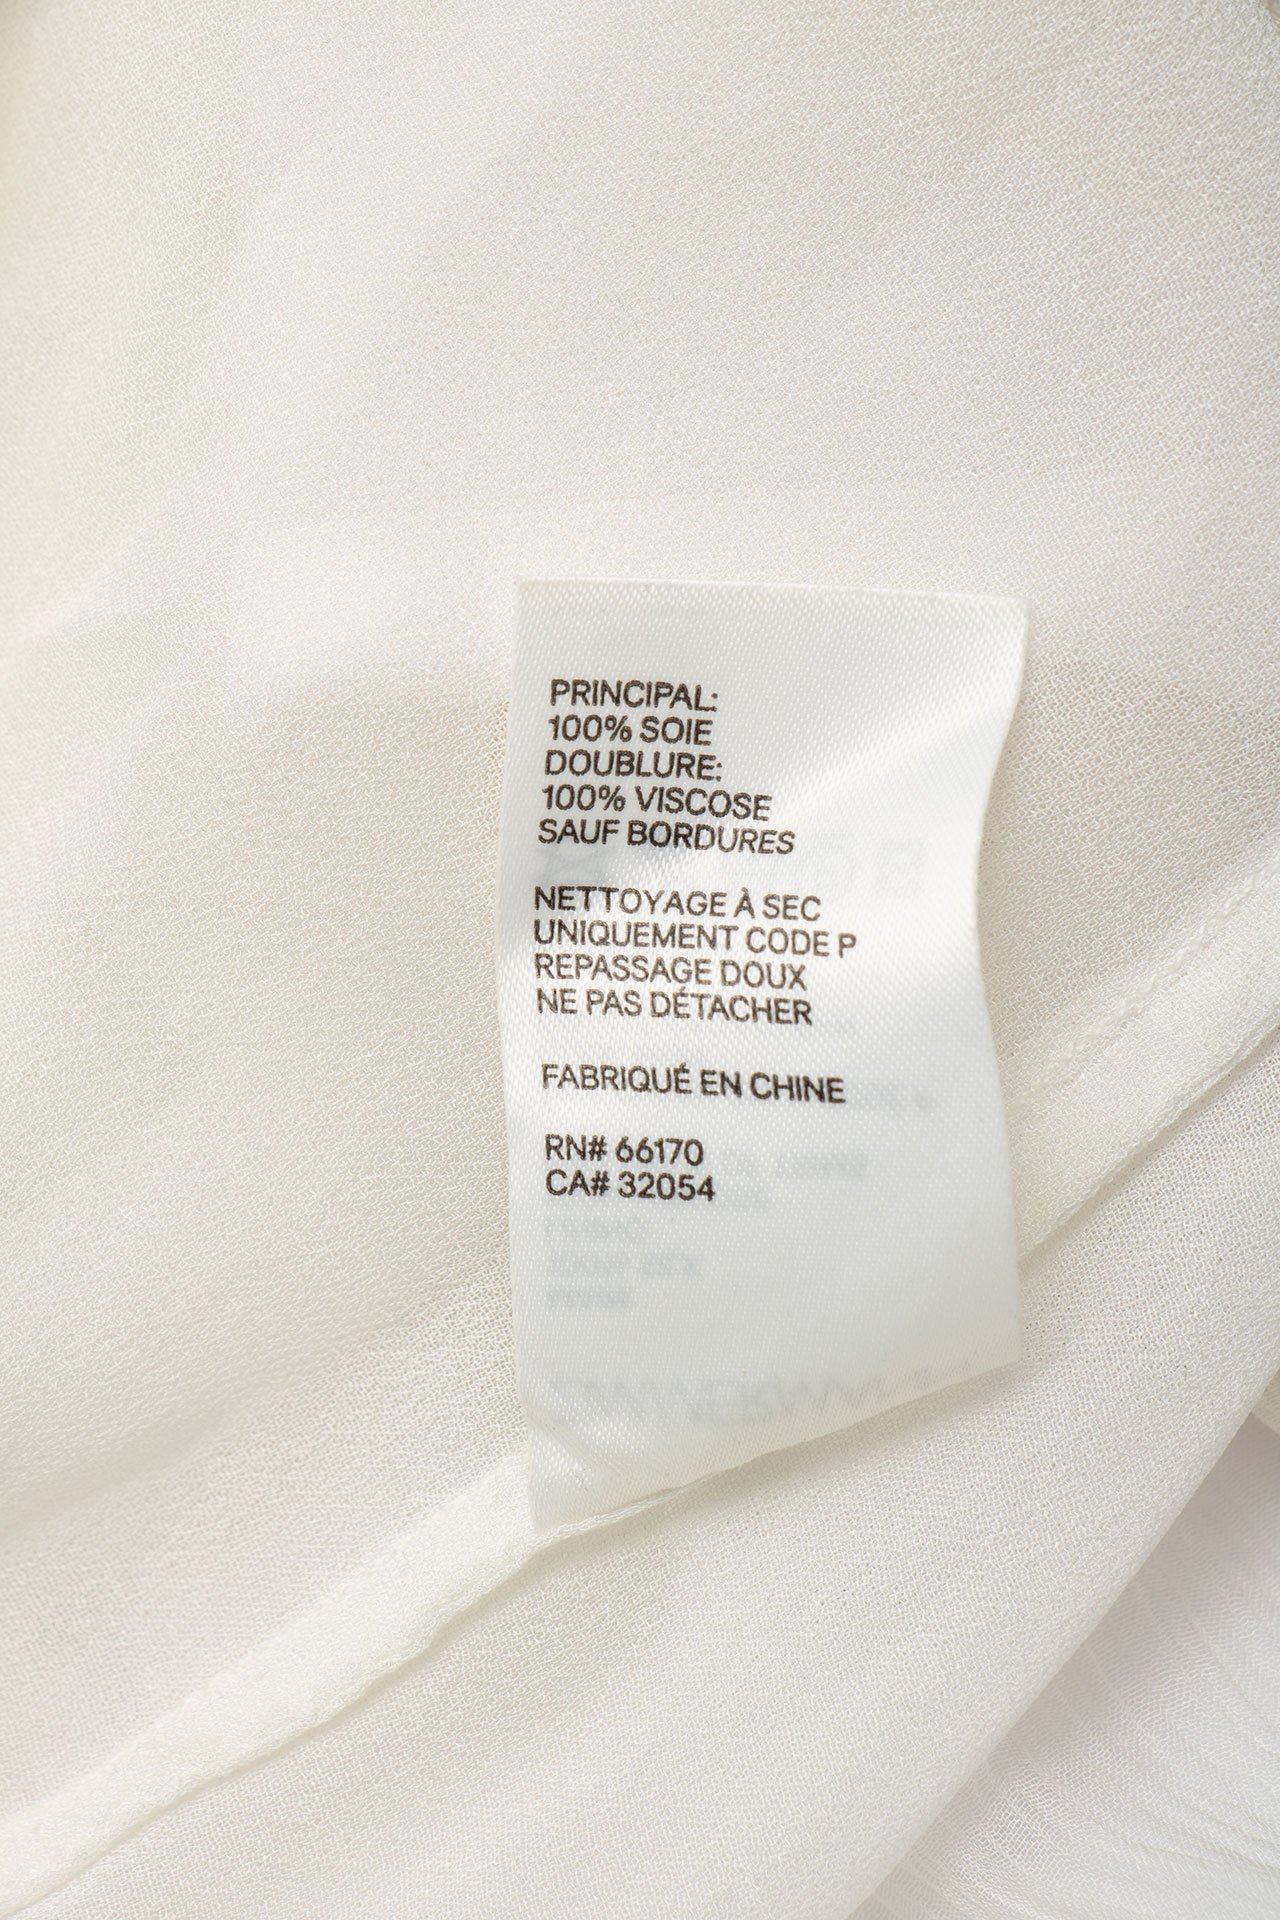 PRINCIPAL:
100% SOIE
DOUBLURE:
100% VISCOSE
SAUF BORDURES
NETTOYAGE À SEC
UNIQUEMENT CODE P
REPASSAGE DOUX
NE PAS DÉTACHER
FABRIQUÉ EN CHINE
RN# 66170
CA# 32054